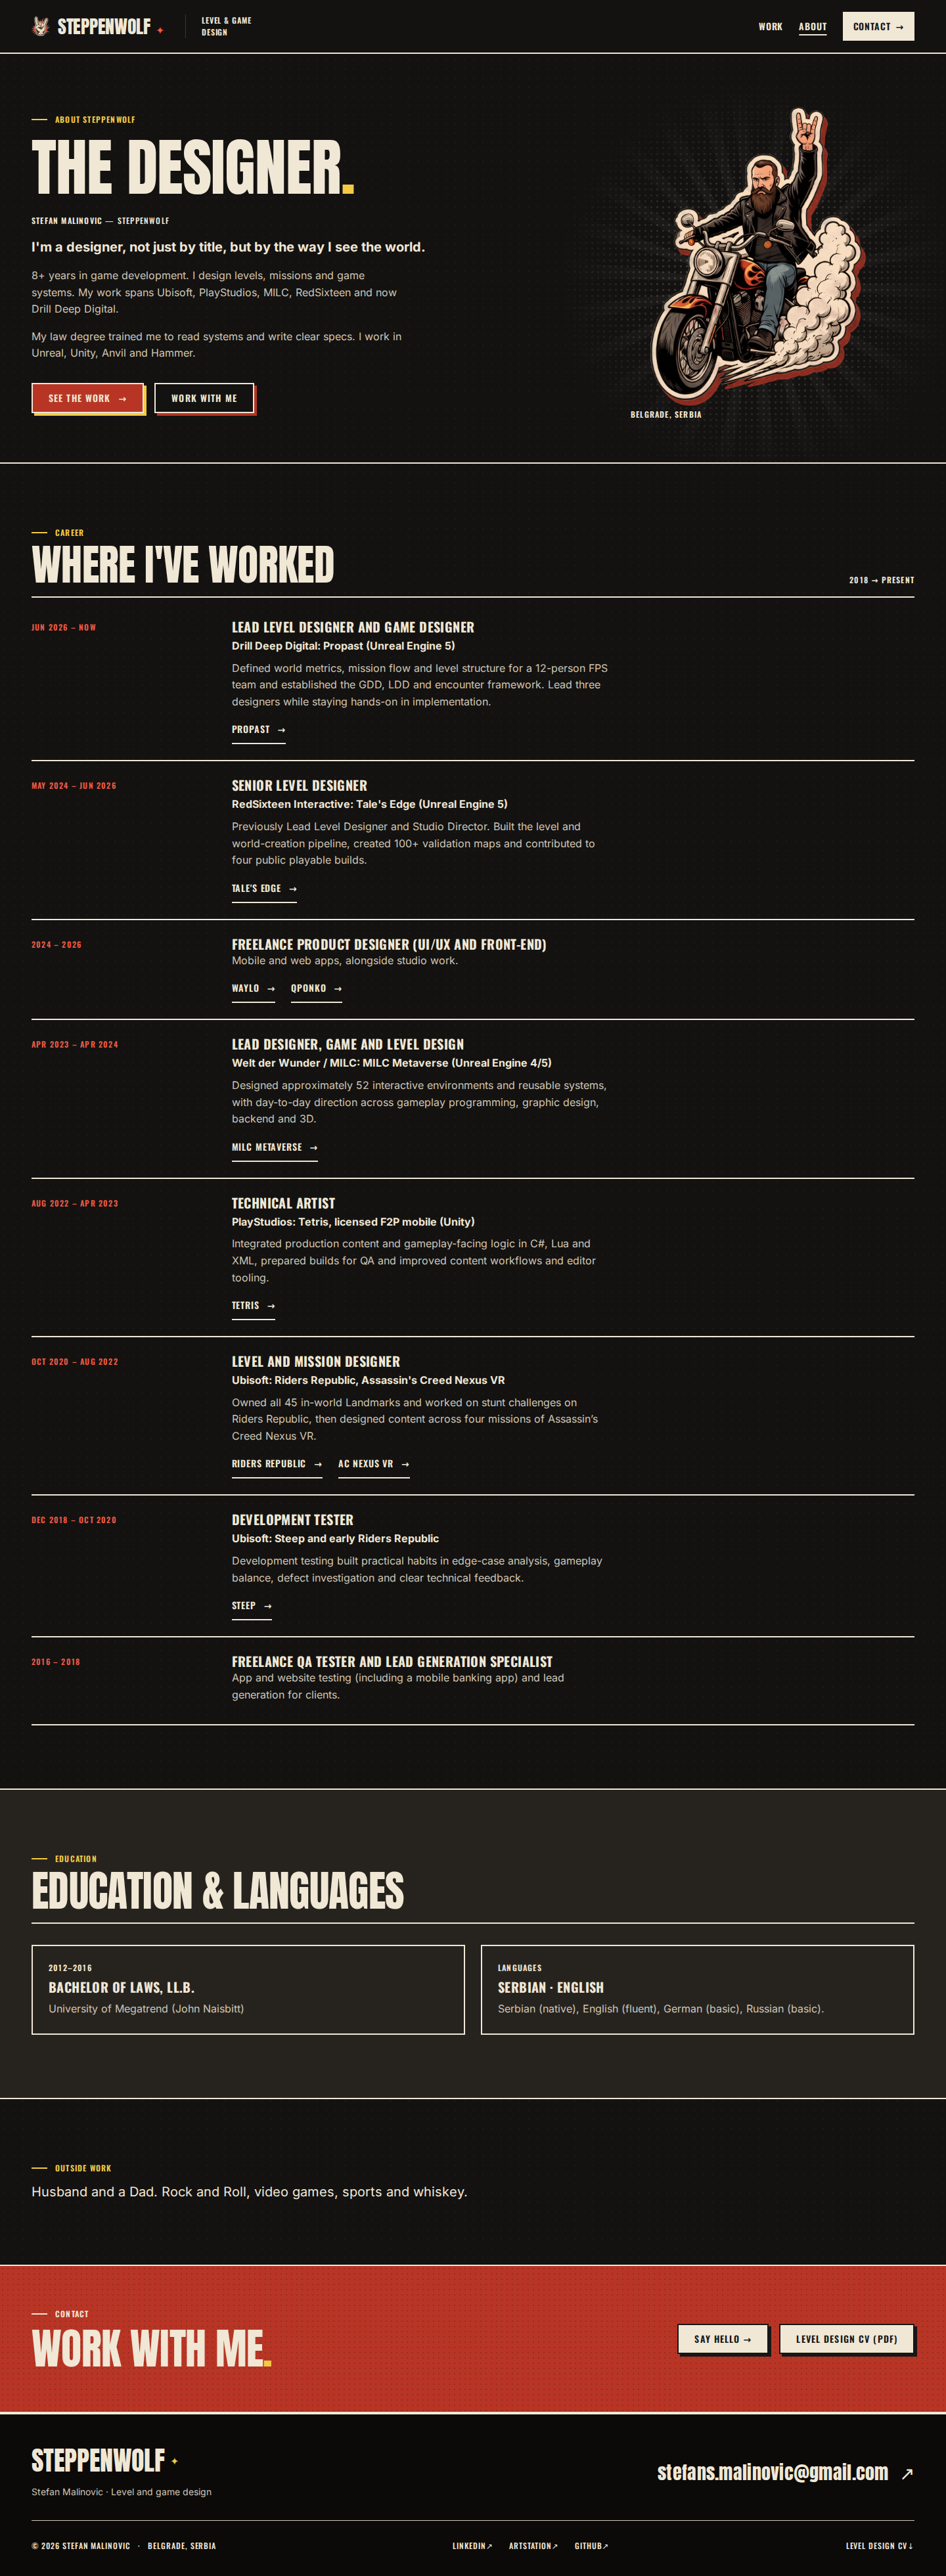 STEPPENWOLF ✦
LEVEL & GAME
DESIGN
WORK ABOUT CONTACT →
ABOUT STEPPENWOLF
THE DESIGNER.
STEFAN MALINOVIC — STEPPENWOLF
I'm a designer, not just by title, but by the way I see the world.
8+ years in game development. I design levels, missions and game
systems. My work spans Ubisoft, PlayStudios, MILC, RedSixteen and now
Drill Deep Digital.
My law degree trained me to read systems and write clear specs. I work in
Unreal, Unity, Anvil and Hammer.
SEE THE WORK → WORK WITH ME
BELGRADE, SERBIA
CAREER
WHERE I'VE WORKED
2018 → PRESENT
JUN 2026 – NOW
LEAD LEVEL DESIGNER AND GAME DESIGNER
Drill Deep Digital: Propast (Unreal Engine 5)
Defined world metrics, mission flow and level structure for a 12-person FPS
team and established the GDD, LDD and encounter framework. Lead three
designers while staying hands-on in implementation.
PROPAST →
MAY 2024 – JUN 2026
SENIOR LEVEL DESIGNER
RedSixteen Interactive: Tale's Edge (Unreal Engine 5)
Previously Lead Level Designer and Studio Director. Built the level and
world-creation pipeline, created 100+ validation maps and contributed to
four public playable builds.
TALE'S EDGE →
2024 – 2026
FREELANCE PRODUCT DESIGNER (UI/UX AND FRONT-END)
Mobile and web apps, alongside studio work.
WAYLO → QPONKO →
APR 2023 – APR 2024
LEAD DESIGNER, GAME AND LEVEL DESIGN
Welt der Wunder / MILC: MILC Metaverse (Unreal Engine 4/5)
Designed approximately 52 interactive environments and reusable systems,
with day-to-day direction across gameplay programming, graphic design,
backend and 3D.
MILC METAVERSE →
AUG 2022 – APR 2023
TECHNICAL ARTIST
PlayStudios: Tetris, licensed F2P mobile (Unity)
Integrated production content and gameplay-facing logic in C#, Lua and
XML, prepared builds for QA and improved content workflows and editor
tooling.
TETRIS →
OCT 2020 – AUG 2022
LEVEL AND MISSION DESIGNER
Ubisoft: Riders Republic, Assassin's Creed Nexus VR
Owned all 45 in-world Landmarks and worked on stunt challenges on
Riders Republic, then designed content across four missions of Assassin's
Creed Nexus VR.
RIDERS REPUBLIC → AC NEXUS VR →
DEC 2018 – OCT 2020
DEVELOPMENT TESTER
Ubisoft: Steep and early Riders Republic
Development testing built practical habits in edge-case analysis, gameplay
balance, defect investigation and clear technical feedback.
STEEP →
2016 – 2018
FREELANCE QA TESTER AND LEAD GENERATION SPECIALIST
App and website testing (including a mobile banking app) and lead
generation for clients.
EDUCATION
EDUCATION & LANGUAGES
2012–2016
BACHELOR OF LAWS, LL.B.
University of Megatrend (John Naisbitt)
LANGUAGES
SERBIAN · ENGLISH
Serbian (native), English (fluent), German (basic), Russian (basic).
OUTSIDE WORK
Husband and a Dad. Rock and Roll, video games, sports and whiskey.
CONTACT
WORK WITH ME.
SAY HELLO → LEVEL DESIGN CV (PDF)
STEPPENWOLF ✦
Stefan Malinovic · Level and game design
stefans.malinovic@gmail.com ↗
© 2026 STEFAN MALINOVIC · BELGRADE, SERBIA
LINKEDIN↗ ARTSTATION↗ GITHUB↗
LEVEL DESIGN CV↓